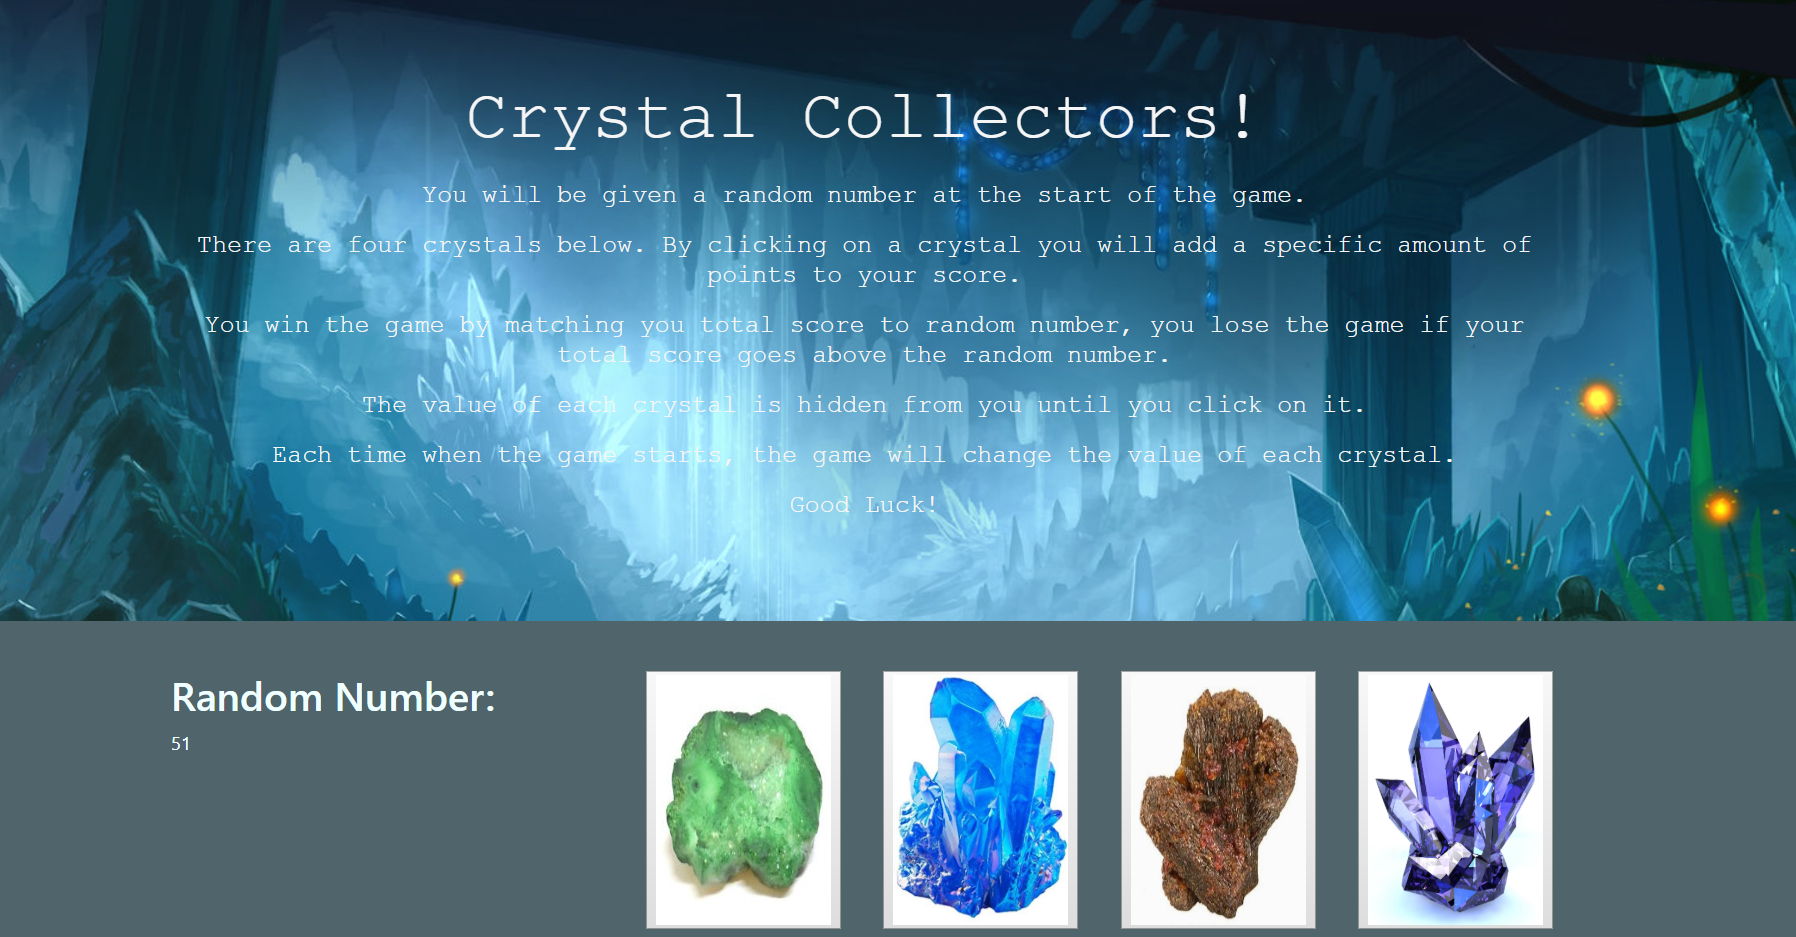 Crystal Collectors!
You will be given a random number at the start of the game.
There are four crystals below. By clicking on a crystal you will add a specific amount of
points to your score.
You win the game by matching you total score to random number, you lose the game if your
total score goes above the random number.
The value of each crystal is hidden from you until you click on it.
Each time when the game starts, the game will change the value of each crystal.
Good Luck!
Random Number:
51